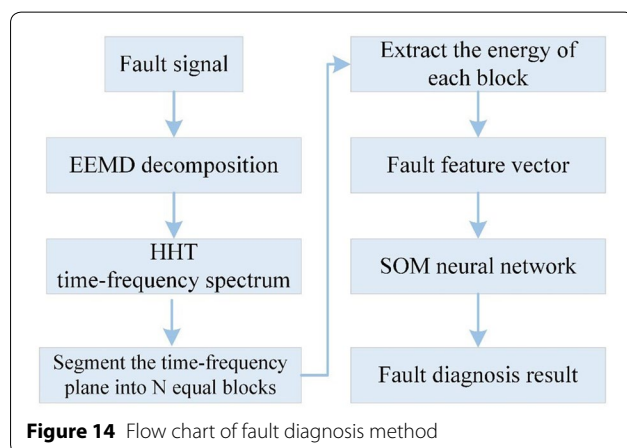 Fault signal
EEMD decomposition
HHT
time-frequency spectrum
Segment the time-frequency
plane into N equal blocks
Extract the energy of
each block
Fault feature vector
SOM neural network
Fault diagnosis result
Figure 14 Flow chart of fault diagnosis method